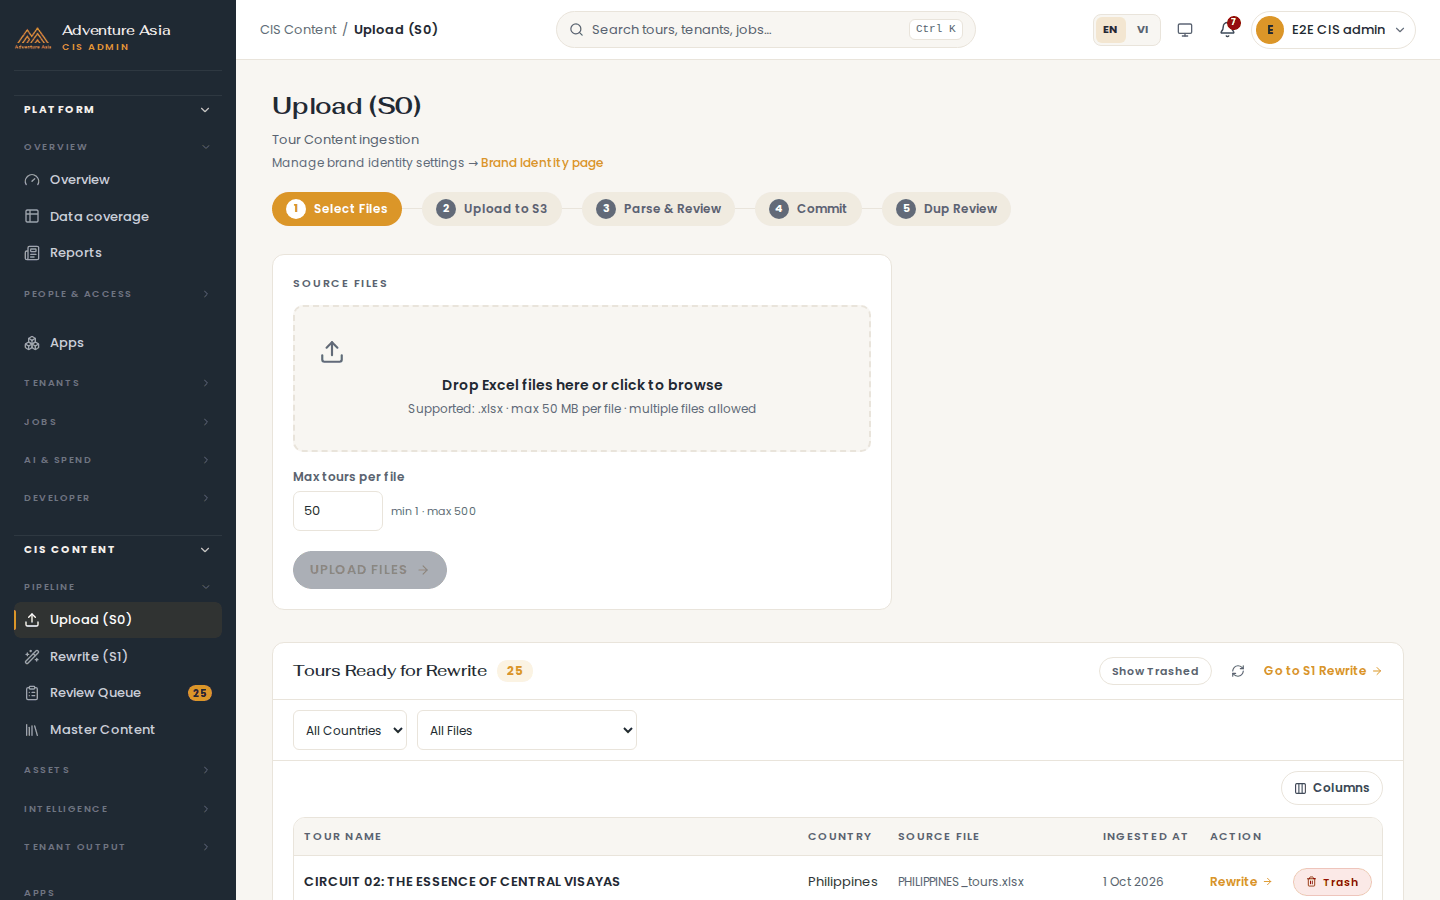 Adventure Asia
CIS ADMIN
Adventure Asia
PLATFORM
OVERVIEW
Overview
Data coverage
Reports
PEOPLE & ACCESS
Apps
TENANTS
JOBS
AI & SPEND
DEVELOPER
CIS CONTENT
PIPELINE
Upload (S0)
Rewrite (S1)
Review Queue 25
Master Content
ASSETS
INTELLIGENCE
TENANT OUTPUT
APPS
CIS Content / Upload (S0)
Search tours, tenants, jobs... Ctrl K
EN VI
7
E E2E CIS admin
Upload (S0)
Tour Content ingestion
Manage brand identity settings → Brand Identity page
1 Select Files
2 Upload to S3
3 Parse & Review
4 Commit
5 Dup Review
SOURCE FILES
Drop Excel files here or click to browse
Supported: .xlsx · max 50 MB per file · multiple files allowed
Max tours per file
50 min 1 · max 500
UPLOAD FILES →
Tours Ready for Rewrite 25
Show Trashed
Go to S1 Rewrite →
All Countries
All Files
Columns
TOUR NAME COUNTRY SOURCE FILE INGESTED AT ACTION
CIRCUIT 02: THE ESSENCE OF CENTRAL VISAYAS Philippines PHILIPPINES_tours.xlsx 1 Oct 2026 Rewrite → Trash